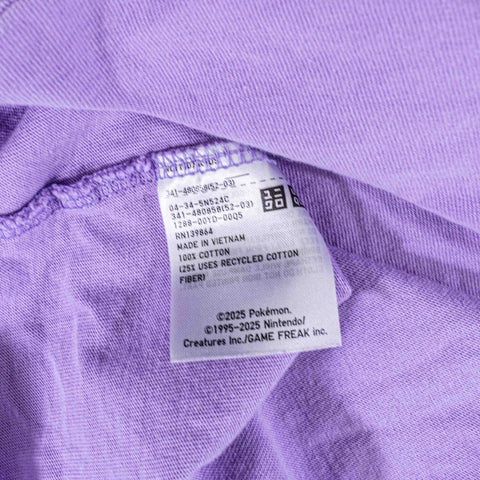 341-480858(52-03)
04-34-5N524C
341-480858(52-03)
1288-00YD-00Q5
RN139864
MADE IN VIETNAM
100% COTTON
(25% USES RECYCLED COTTON
FIBER)
©2025 Pokémon.
©1995-2025 Nintendo/
Creatures Inc./GAME FREAK inc.